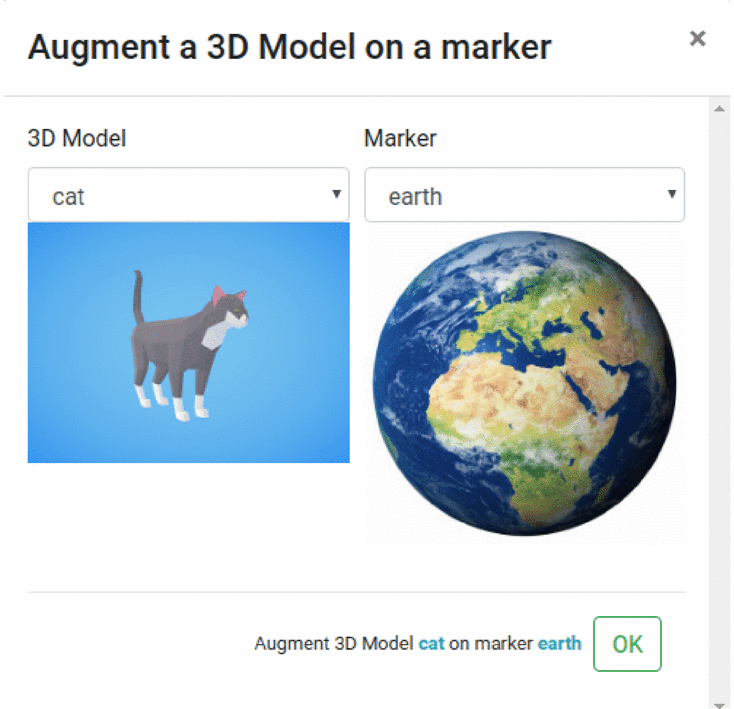 Augment a 3D Model on a marker
3D Model
Marker
cat
earth
Augment 3D Model cat on marker earth
OK